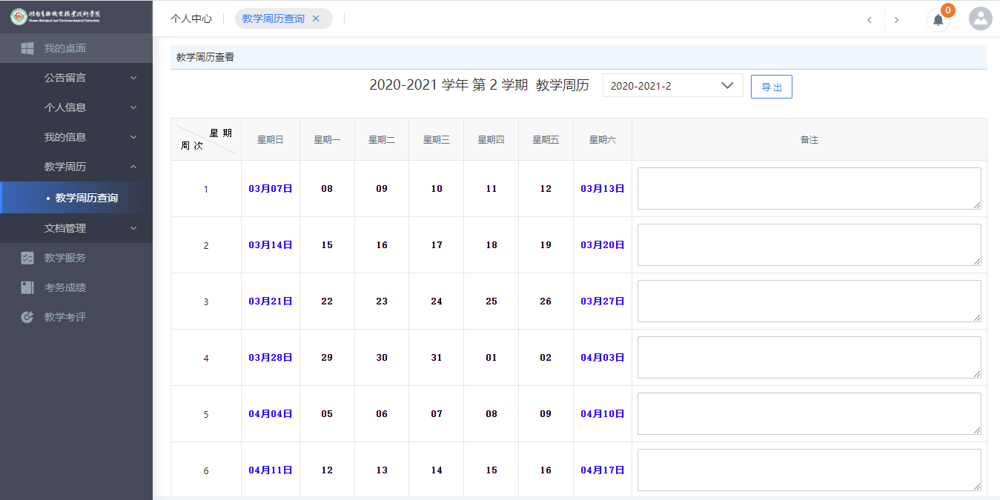 湖南生物机电职业技术学院
Hunan Biological And Electromechanical Polytechnic
我的桌面
公告留言
个人信息
我的信息
教学周历
• 教学周历查询
文档管理
教学服务
考务成绩
教学考评
个人中心 教学周历查询 ×
0
教学周历查看
2020-2021 学年 第 2 学期 教学周历 2020-2021-2 导 出
星 期 周 次 星期日 星期一 星期二 星期三 星期四 星期五 星期六 备注
1 03月07日 08 09 10 11 12 03月13日
2 03月14日 15 16 17 18 19 03月20日
3 03月21日 22 23 24 25 26 03月27日
4 03月28日 29 30 31 01 02 04月03日
5 04月04日 05 06 07 08 09 04月10日
6 04月11日 12 13 14 15 16 04月17日